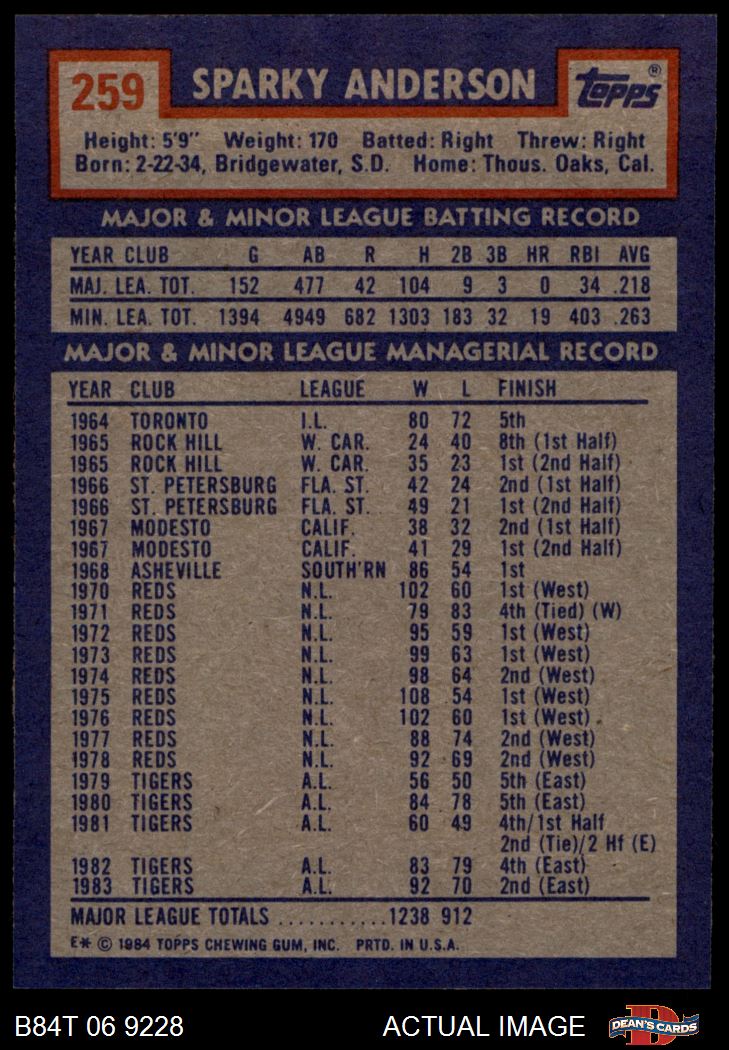 259 SPARKY ANDERSON Topps®
Height: 5'9" Weight: 170 Batted: Right Threw: Right
Born: 2-22-34, Bridgewater, S.D. Home: Thous. Oaks, Cal.
MAJOR & MINOR LEAGUE BATTING RECORD
YEAR CLUB G AB R H 2B 3B HR RBI AVG
MAJ. LEA. TOT. 152 477 42 104 9 3 0 34 .218
MIN. LEA. TOT. 1394 4949 682 1303 183 32 19 403 .263
MAJOR & MINOR LEAGUE MANAGERIAL RECORD
YEAR CLUB LEAGUE W L FINISH
1964 TORONTO I.L. 80 72 5th
1965 ROCK HILL W. CAR. 24 40 8th (1st Half)
1965 ROCK HILL W. CAR. 35 23 1st (2nd Half)
1966 ST. PETERSBURG FLA. ST. 42 24 2nd (1st Half)
1966 ST. PETERSBURG FLA. ST. 49 21 1st (2nd Half)
1967 MODESTO CALIF. 38 32 2nd (1st Half)
1967 MODESTO CALIF. 41 29 1st (2nd Half)
1968 ASHEVILLE SOUTH'RN 86 54 1st
1970 REDS N.L. 102 60 1st (West)
1971 REDS N.L. 79 83 4th (Tied) (W)
1972 REDS N.L. 95 59 1st (West)
1973 REDS N.L. 99 63 1st (West)
1974 REDS N.L. 98 64 2nd (West)
1975 REDS N.L. 108 54 1st (West)
1976 REDS N.L. 102 60 1st (West)
1977 REDS N.L. 88 74 2nd (West)
1978 REDS N.L. 92 69 2nd (West)
1979 TIGERS A.L. 56 50 5th (East)
1980 TIGERS A.L. 84 78 5th (East)
1981 TIGERS A.L. 60 49 4th/1st Half
2nd (Tie)/2 Hf (E)
1982 TIGERS A.L. 83 79 4th (East)
1983 TIGERS A.L. 92 70 2nd (East)
MAJOR LEAGUE TOTALS ...........1238 912
E* © 1984 TOPPS CHEWING GUM, INC. PRTD. IN U.S.A.
B84T 06 9228 ACTUAL IMAGE D DEAN'S CARDS